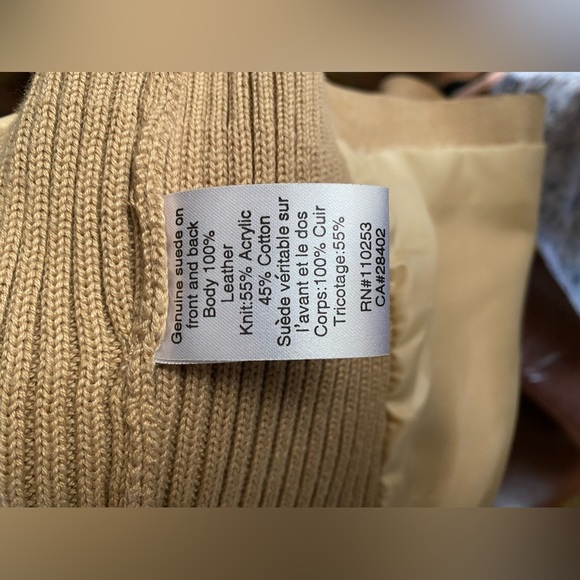 Genuine suede on
front and back
Body 100%
Leather
Knit:55% Acrylic
45% Cotton
Suède véritable sur
l'avant et le dos
Corps:100% Cuir
Tricotage:55%
RN#110253
CA#28402